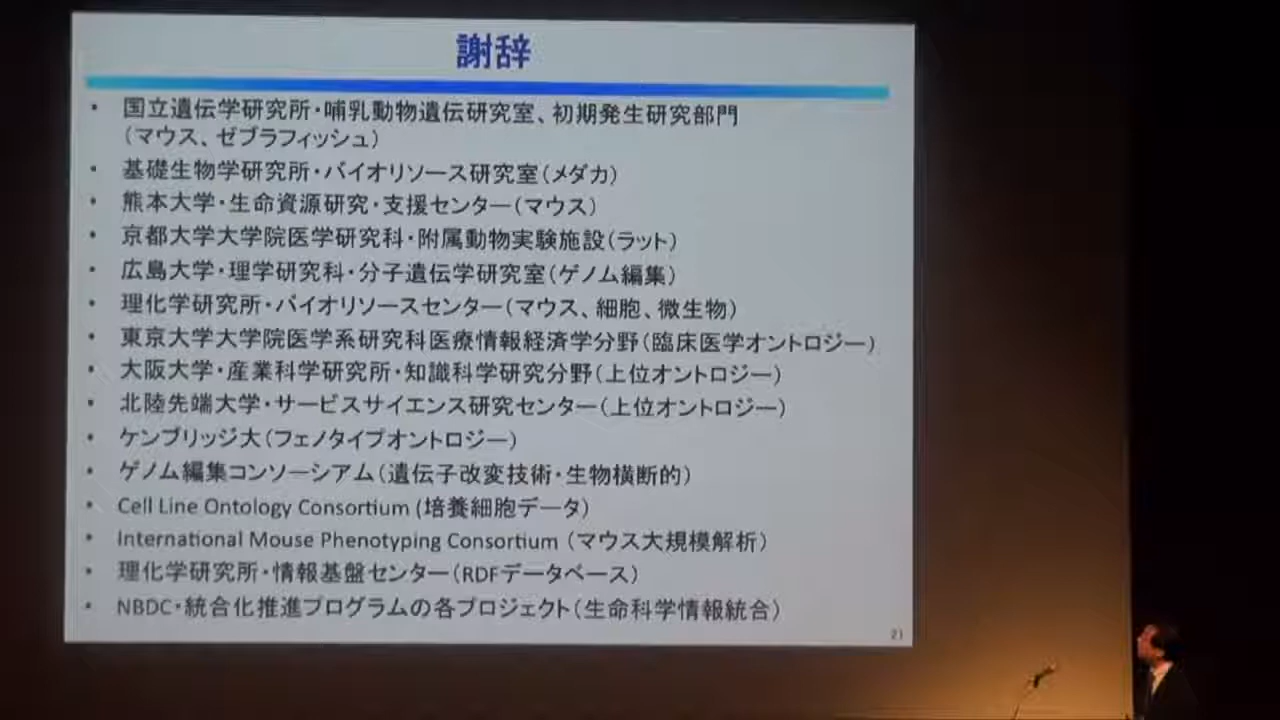 謝辞
• 国立遺伝学研究所・哺乳動物遺伝研究室、初期発生研究部門
（マウス、ゼブラフィッシュ）
• 基礎生物学研究所・バイオリソース研究室（メダカ）
• 熊本大学・生命資源研究・支援センター（マウス）
• 京都大学大学院医学研究科・附属動物実験施設（ラット）
• 広島大学・理学研究科・分子遺伝学研究室（ゲノム編集）
• 理化学研究所・バイオリソースセンター（マウス、細胞、微生物）
• 東京大学大学院医学系研究科医療情報経済学分野（臨床医学オントロジー）
• 大阪大学・産業科学研究所・知識科学研究分野（上位オントロジー）
• 北陸先端大学・サービスサイエンス研究センター（上位オントロジー）
• ケンブリッジ大（フェノタイプオントロジー）
• ゲノム編集コンソーシアム（遺伝子改変技術・生物横断的）
• Cell Line Ontology Consortium (培養細胞データ）
• International Mouse Phenotyping Consortium （マウス大規模解析）
• 理化学研究所・情報基盤センター（RDFデータベース）
• NBDC・統合化推進プログラムの各プロジェクト（生命科学情報統合）
21